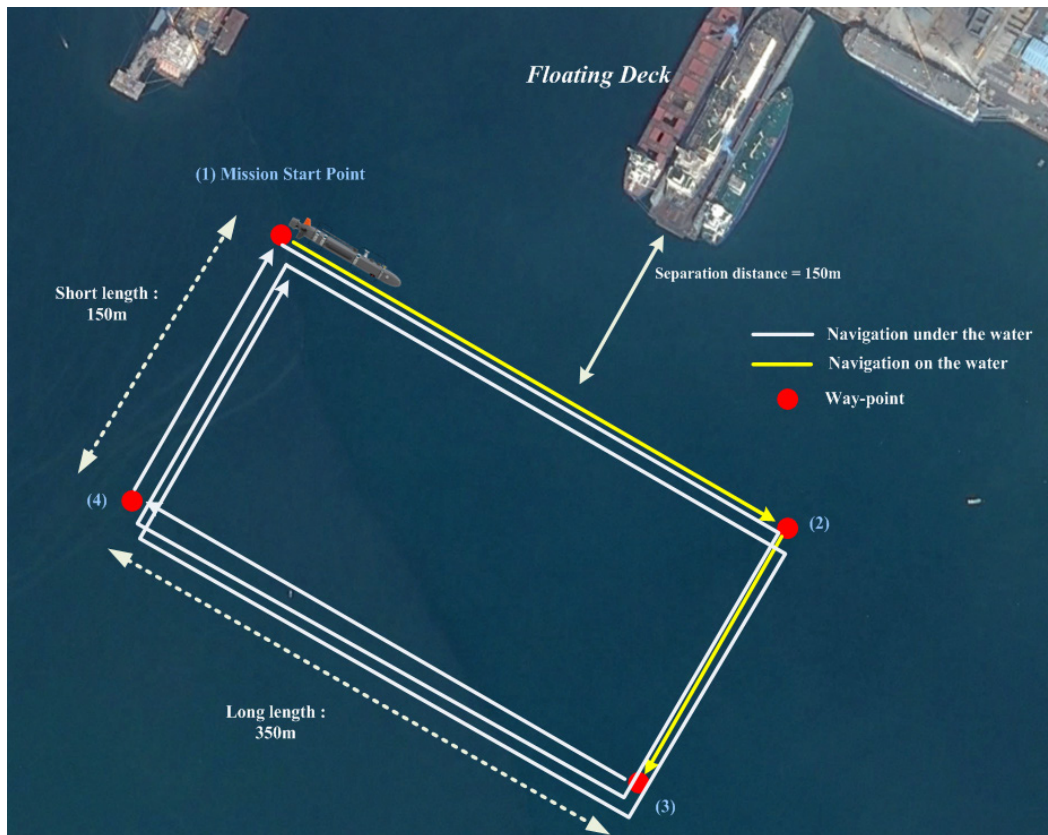 Floating Deck
(1) Mission Start Point
Separation distance = 150m
Short length :
150m
Navigation under the water
Navigation on the water
Way-point
(4)
(2)
Long length :
350m
(3)